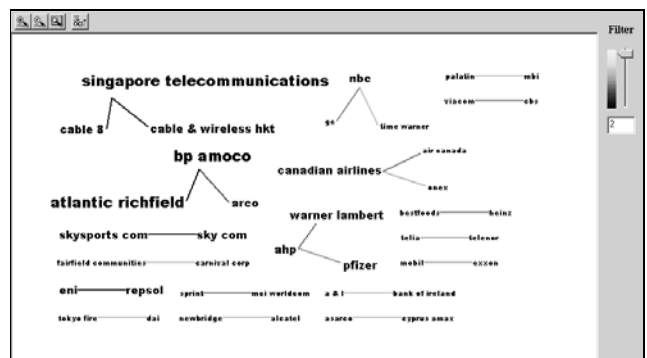 Filter
singapore telecommunications
nbc
palatin mbi
viacom cbs
2
ge
time warner
cable 8 cable & wireless hkt
bp amoco
air canada
canadian airlines
onex
atlantic richfield arco
warner lambert
bestfoods heinz
skysports com sky com
telia telenor
ahp
pfizer
fairfield communities carnival corp
mobil exxon
eni repsol
sprint mci worldcom
a & l bank of ireland
tokyo fire dai
newbridge alcatel
asarco cyprus amax